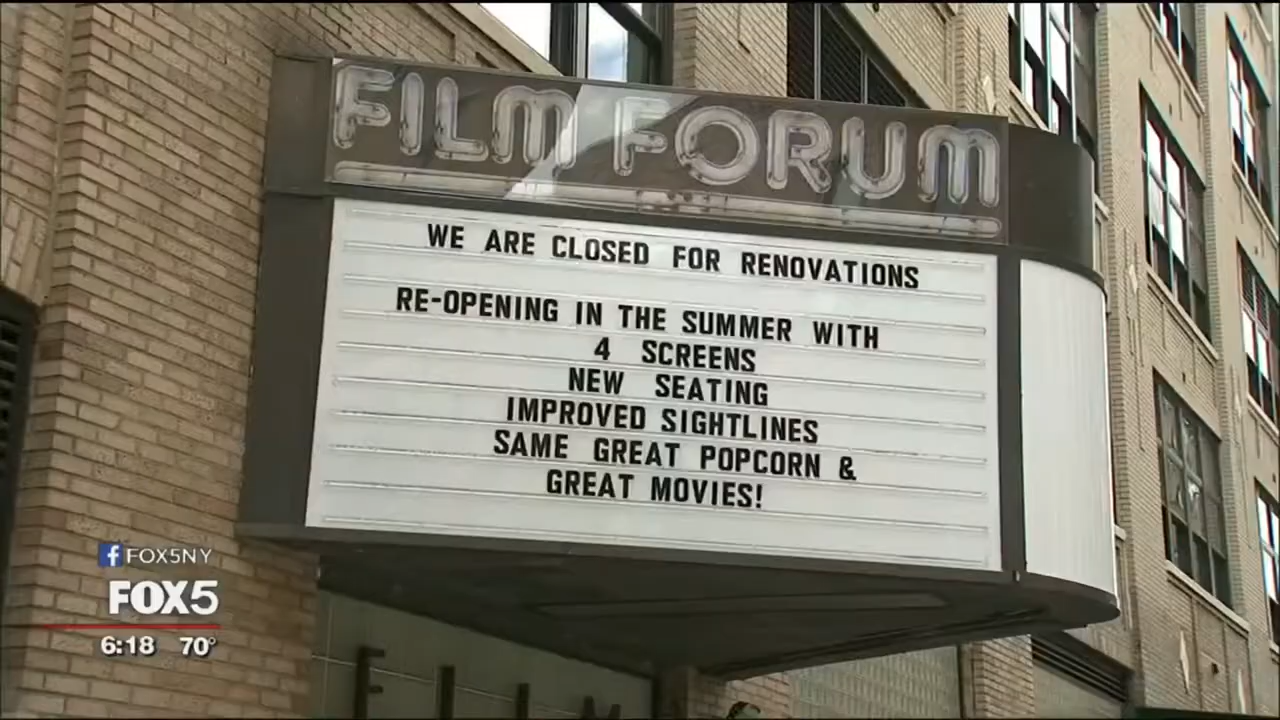 FILM FORUM
WE ARE CLOSED FOR RENOVATIONS
RE-OPENING IN THE SUMMER WITH
4 SCREENS
NEW SEATING
IMPROVED SIGHTLINES
SAME GREAT POPCORN &
GREAT MOVIES!
f FOX5NY
FOX5
6:18 70°
FILM